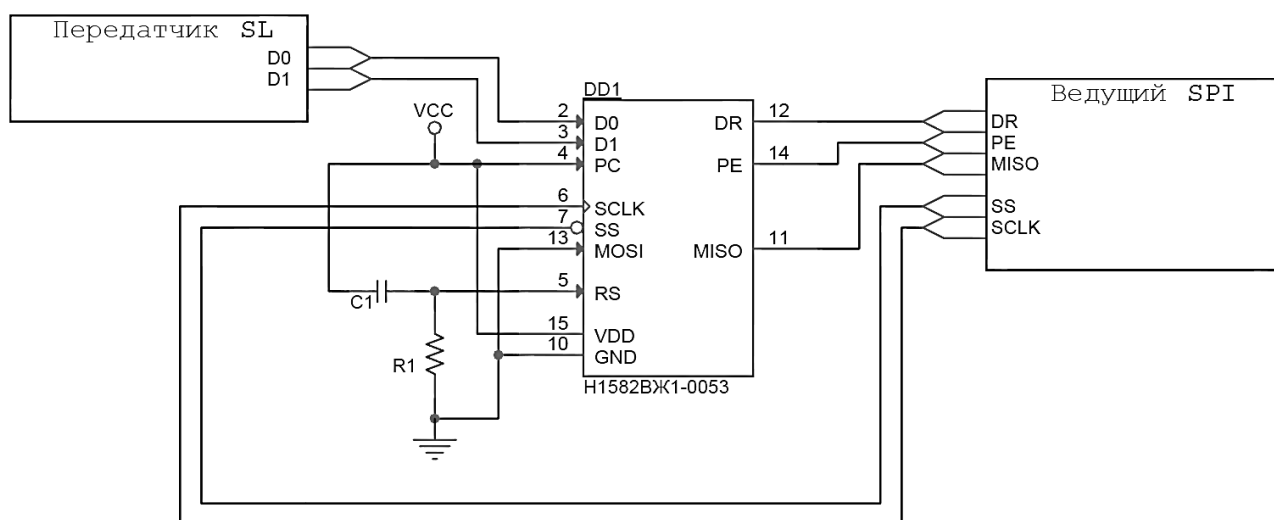 Передатчик SL
D0
D1
VCC
DD1
2
D0
3
D1
4
PC
6
SCLK
7
SS
13
MOSI
5
RS
15
VDD
10
GND
DR
12
PE
14
MISO
11
H1582ВЖ1-0053
C1
R1
Ведущий SPI
DR
PE
MISO
SS
SCLK